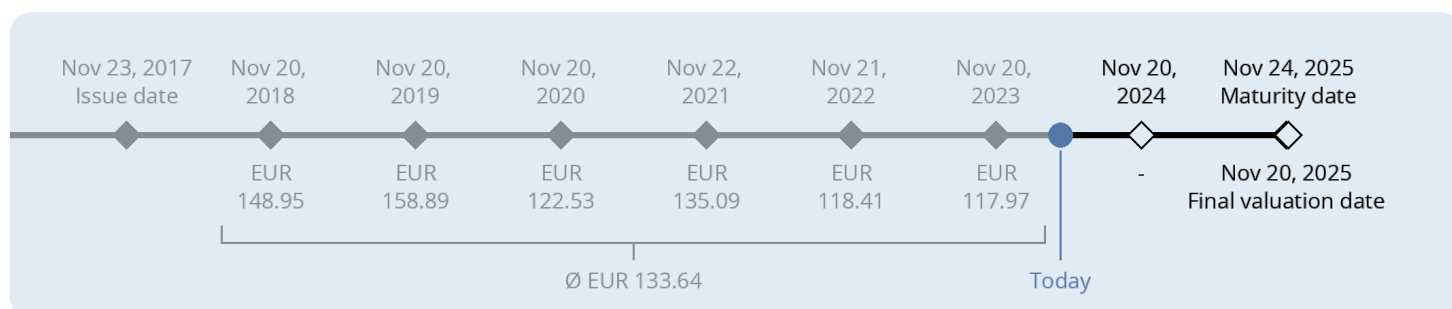 Nov 23, 2017
Issue date
Nov 20,
2018
Nov 20,
2019
Nov 20,
2020
Nov 22,
2021
Nov 21,
2022
Nov 20,
2023
Nov 20,
2024
Nov 24, 2025
Maturity date
EUR
148.95
EUR
158.89
EUR
122.53
EUR
135.09
EUR
118.41
EUR
117.97
-
Nov 20, 2025
Final valuation date
Ø EUR 133.64
Today